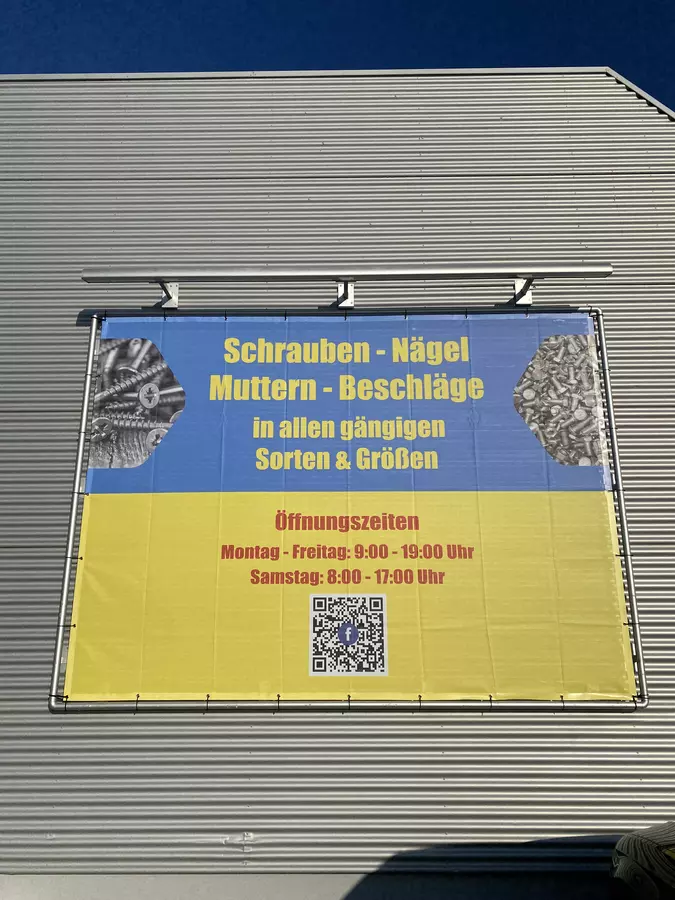 Schrauben - Nägel
Muttern - Beschläge
in allen gängigen
Sorten & Größen
Öffnungszeiten
Montag - Freitag: 9:00 - 19:00 Uhr
Samstag: 8:00 - 17:00 Uhr
f